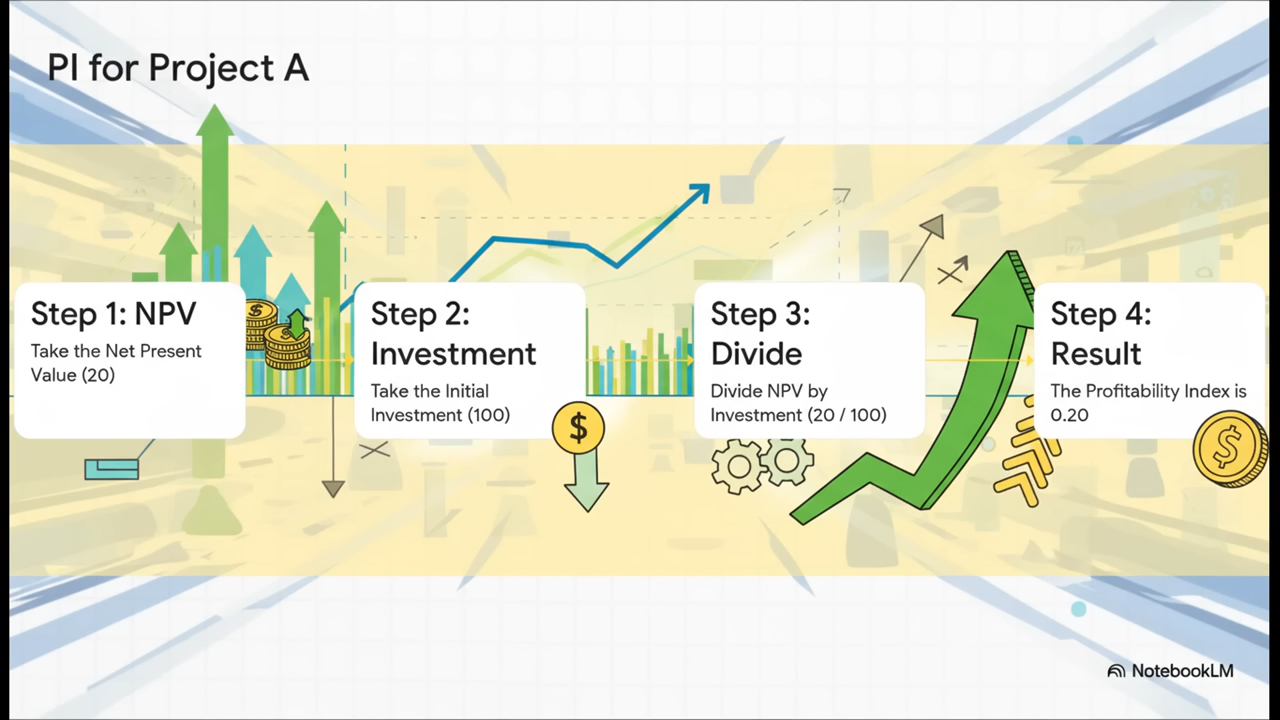 PI for Project A
Step 1: NPV
Take the Net Present
Value (20)
Step 2:
Investment
Take the Initial
Investment (100)
Step 3:
Divide
Divide NPV by
Investment (20 / 100)
Step 4:
Result
The Profitability Index is
0.20
$
$
$
$
NotebookLM